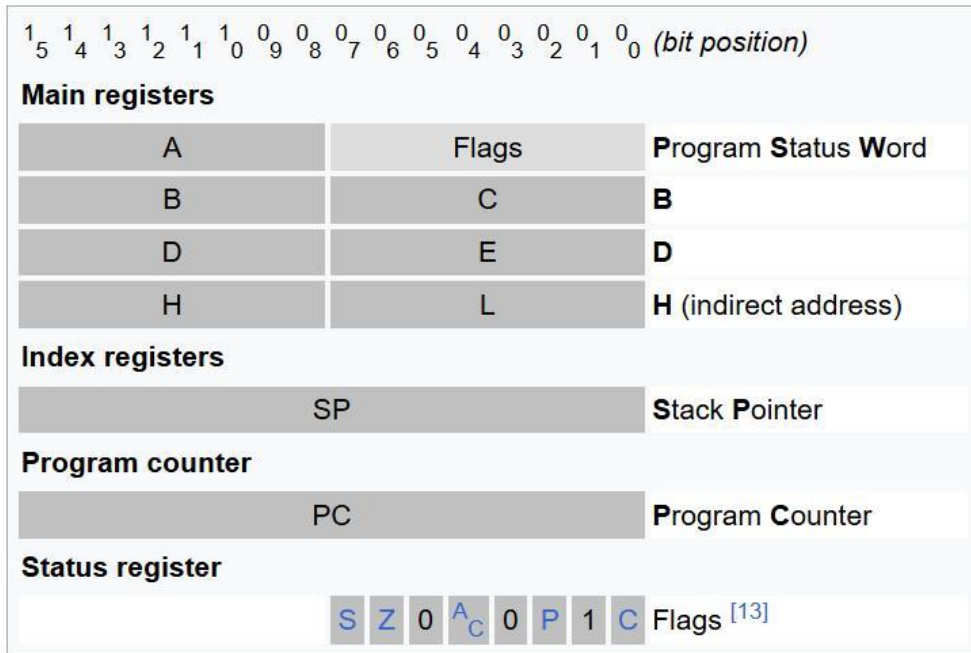 15 14 13 12 11 10 09 08 07 06 05 04 03 02 01 00 (bit position)
Main registers
A Flags Program Status Word
B C B
D E D
H L H (indirect address)
Index registers
SP Stack Pointer
Program counter
PC Program Counter
Status register
S Z 0 AC 0 P 1 C Flags [13]